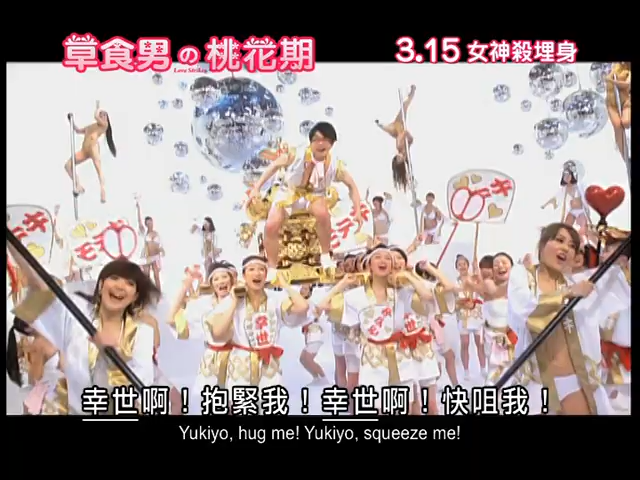 草食男の桃花期
Love Strikes
3.15 女神殺埋身
テキ
モテ
幸世
幸世
幸世啊！抱緊我！幸世啊！快咀我！
Yukiyo, hug me! Yukiyo, squeeze me!